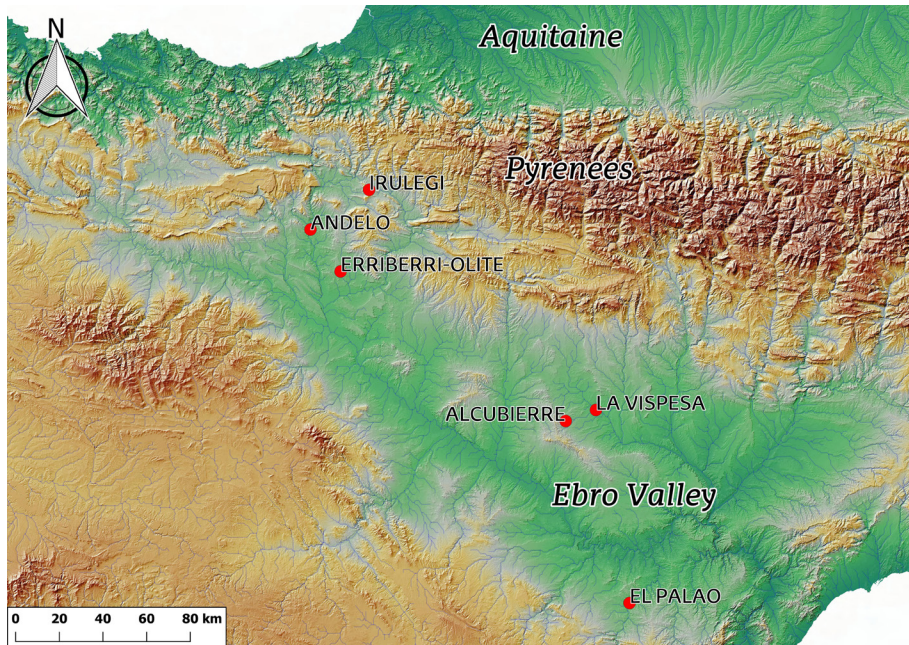 N
Aquitaine
Pyrenees
IRULEGI
ANDELO
ERRIBERRI-OLITE
LA VISPESA
ALCUBIERRE
Ebro Valley
EL PALAO
0 20 40 60 80 km